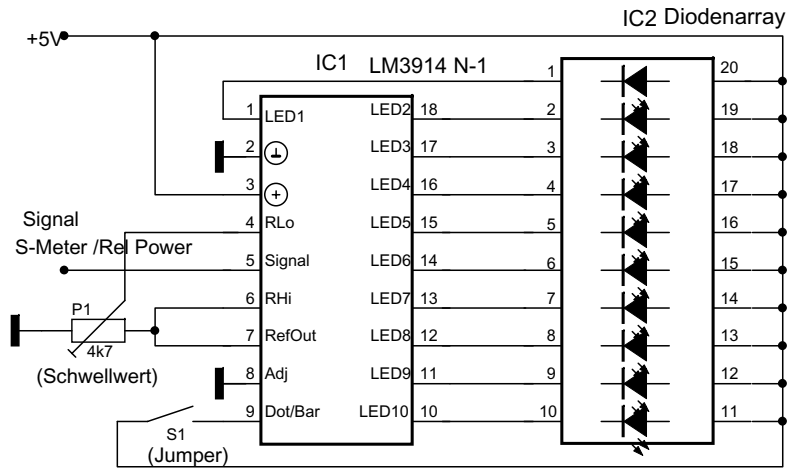 IC2 Diodenarray
+5V
IC1 LM3914 N-1
1 20
1 LED1 LED2 18 2 19
2 LED3 17 3 18
3 + LED4 16 4 17
Signal
4 RLo LED5 15 5 16
S-Meter /Rel Power
5 Signal LED6 14 6 15
6 RHi LED7 13 7 14
P1
7 RefOut LED8 12 8 13
4k7
(Schwellwert)
8 Adj LED9 11 9 12
9 Dot/Bar LED10 10 10 11
S1
(Jumper)